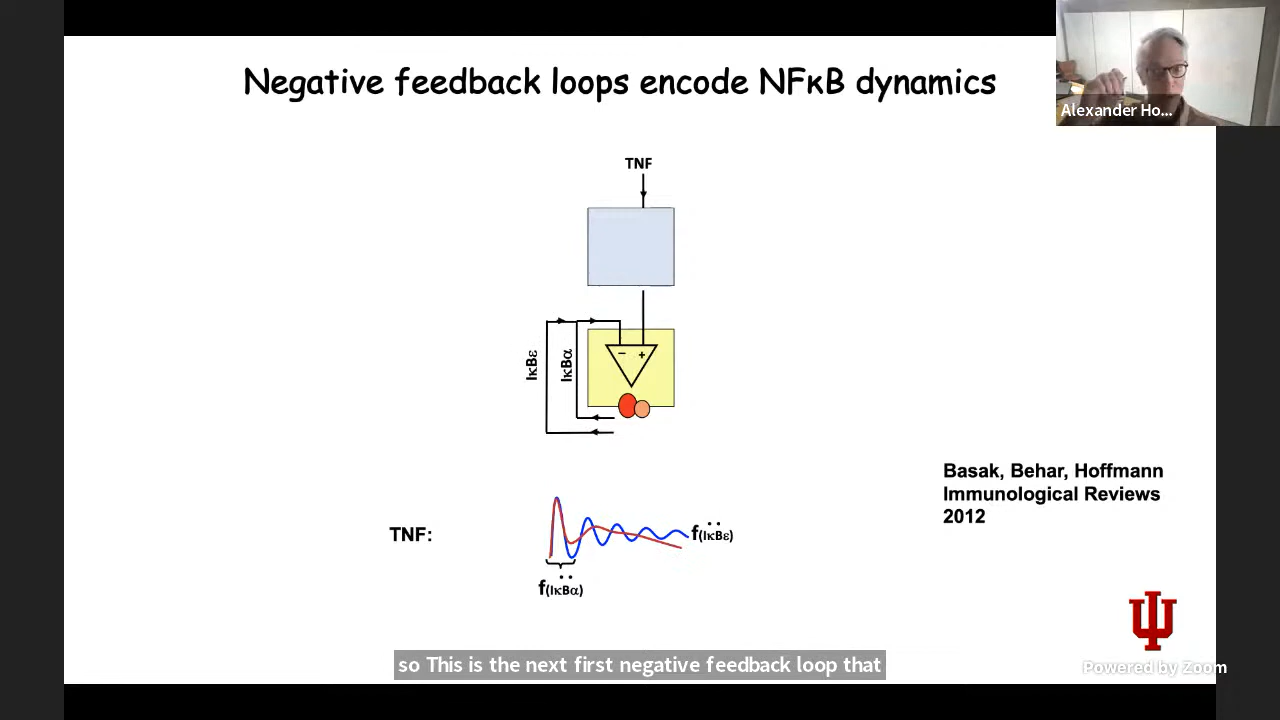 Negative feedback loops encode NFκB dynamics
Alexander Ho...
TNF
IκBε
IκBα
− +
Basak, Behar, Hoffmann
Immunological Reviews
2012
TNF:
f(IκBε)
f(IκBα)
so This is the next first negative feedback loop that
Powered by Zoom